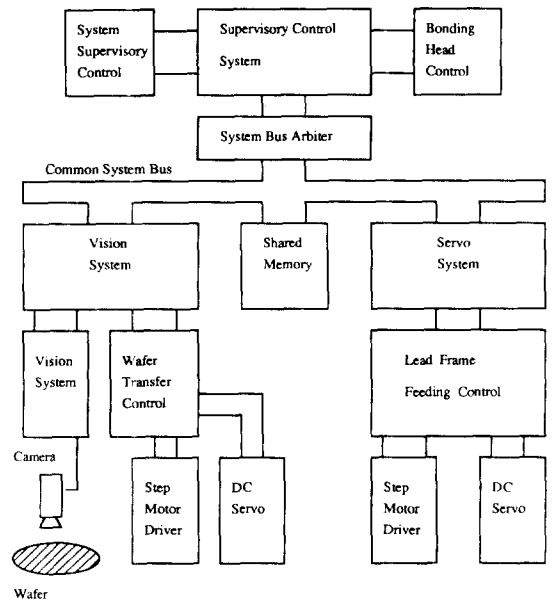 System
Supervisory
Control
Supervisory Control
System
Bonding
Head
Control
System Bus Arbiter
Common System Bus
Vision
System
Shared
Memory
Servo
System
Vision
System
Wafer
Transfer
Control
Lead Frame
Feeding Control
Camera
Step
Motor
Driver
DC
Servo
Step
Motor
Driver
DC
Servo
Wafer